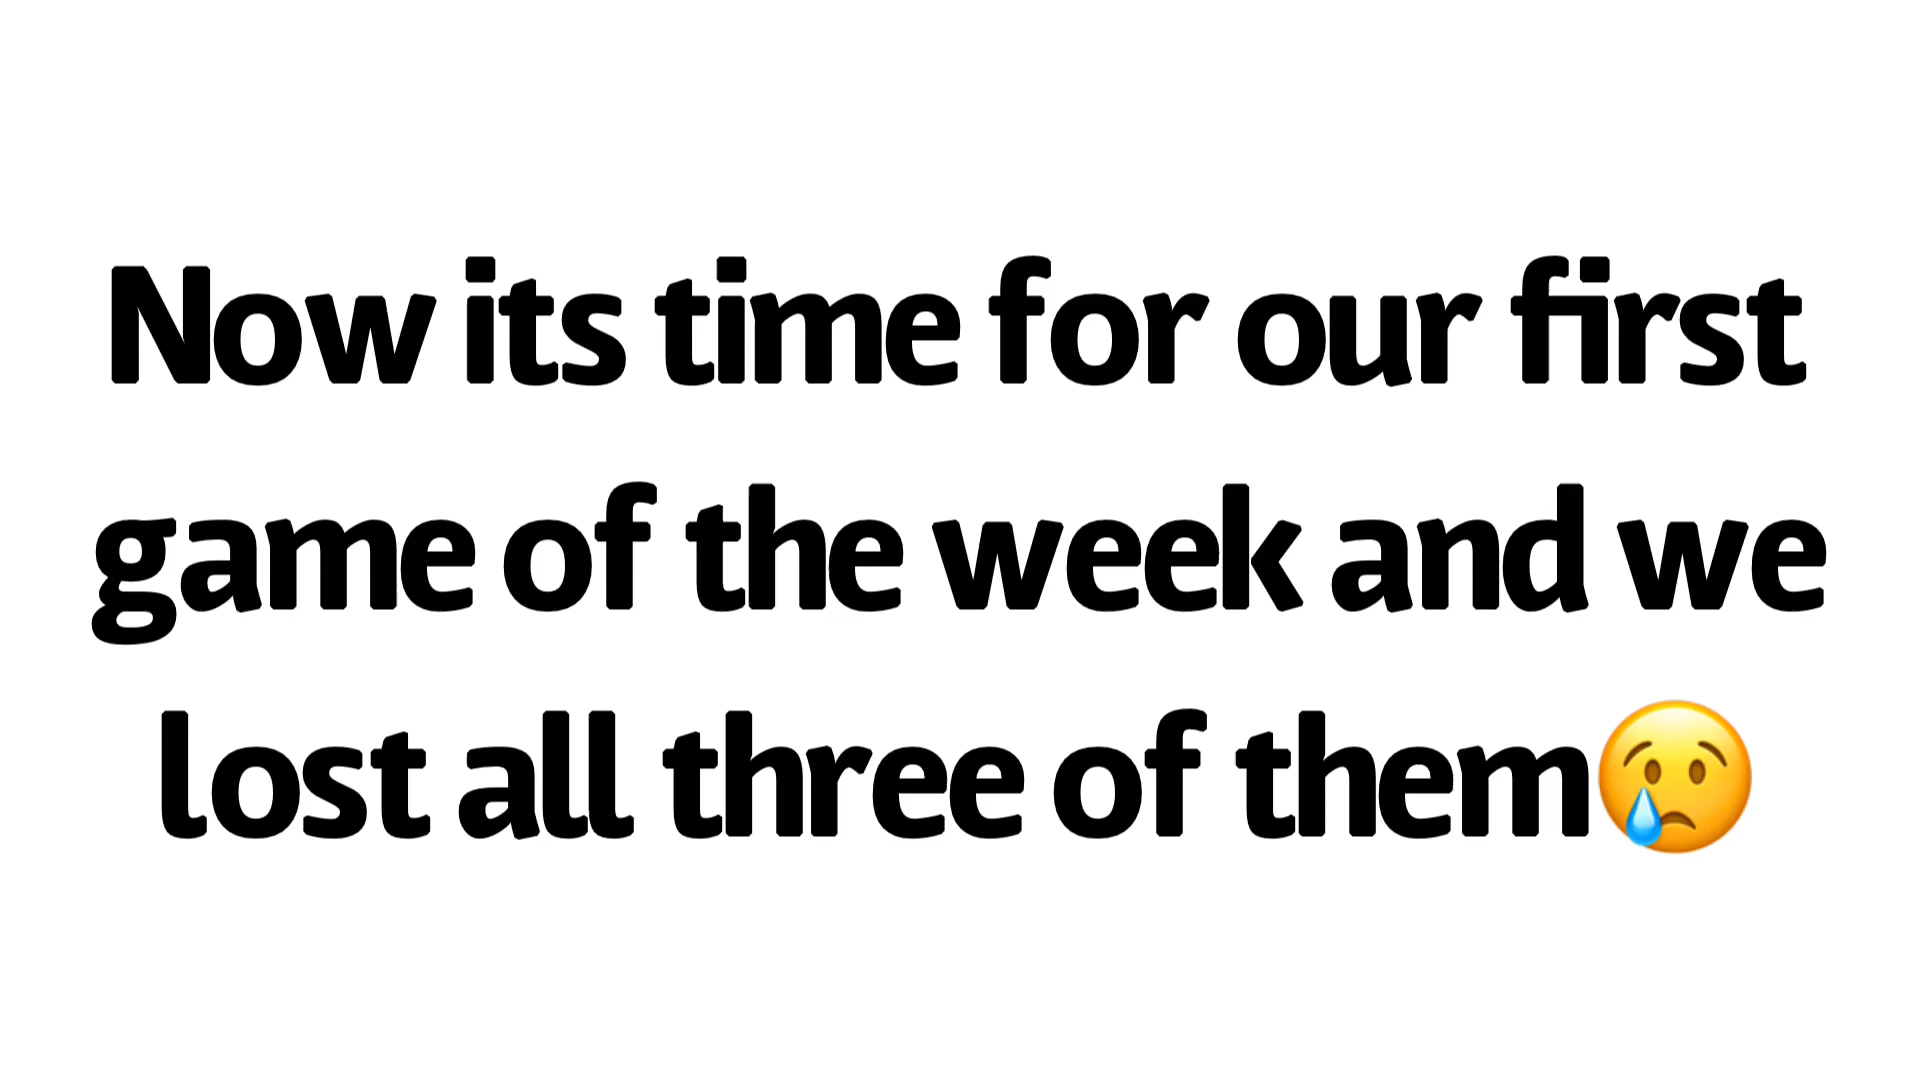 Now its time for our first
game of the week and we
lost all three of them😢